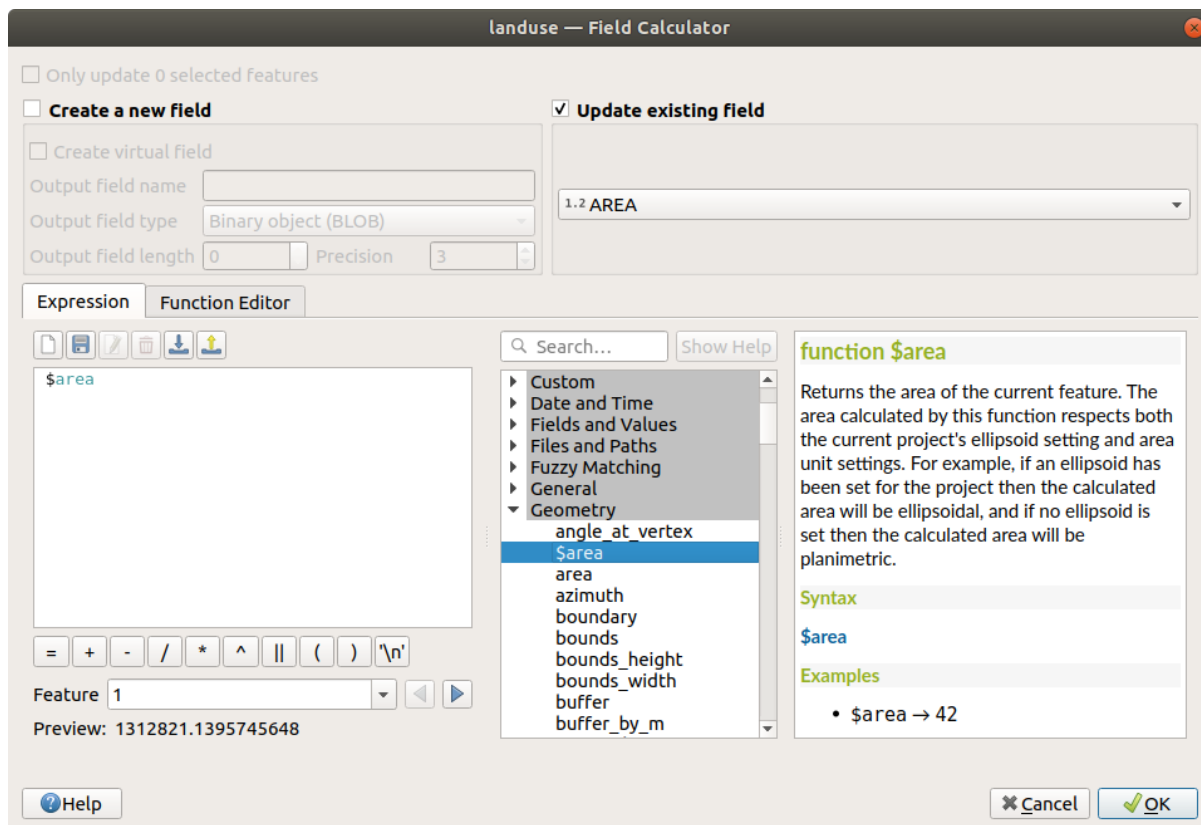 landuse — Field Calculator
Only update 0 selected features
Create a new field
Update existing field
Create virtual field
Output field name
Output field type Binary object (BLOB)
Output field length 0 Precision 3
1.2 AREA
Expression Function Editor
$area
= + - / * ^ || ( ) '\n'
Feature 1
Preview: 1312821.1395745648
Search... Show Help
Custom
Date and Time
Fields and Values
Files and Paths
Fuzzy Matching
General
Geometry
angle_at_vertex
$area
area
azimuth
boundary
bounds
bounds_height
bounds_width
buffer
buffer_by_m
function $area
Returns the area of the current feature. The
area calculated by this function respects both
the current project's ellipsoid setting and area
unit settings. For example, if an ellipsoid has
been set for the project then the calculated
area will be ellipsoidal, and if no ellipsoid is
set then the calculated area will be
planimetric.
Syntax
$area
Examples
• $area → 42
Help
Cancel OK